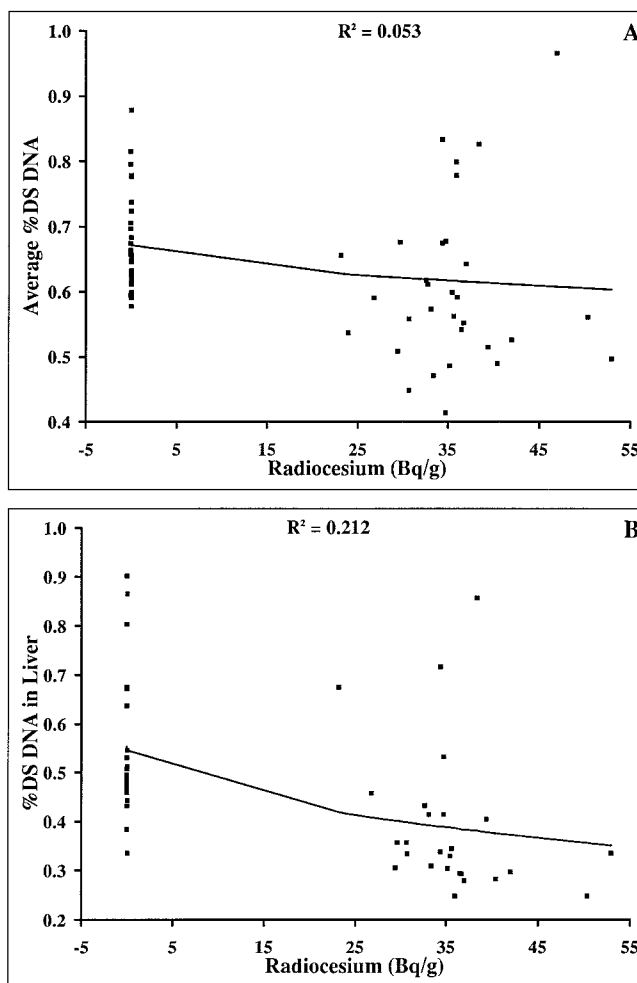 R² = 0.053
A
1.0
0.9
0.8
0.7
0.6
0.5
0.4
Average %DS DNA
-5 5 15 25 35 45 55
Radiocesium (Bq/g)
R² = 0.212
B
1.0
0.9
0.8
0.7
0.6
0.5
0.4
0.3
0.2
%DS DNA in Liver
-5 5 15 25 35 45 55
Radiocesium (Bq/g)